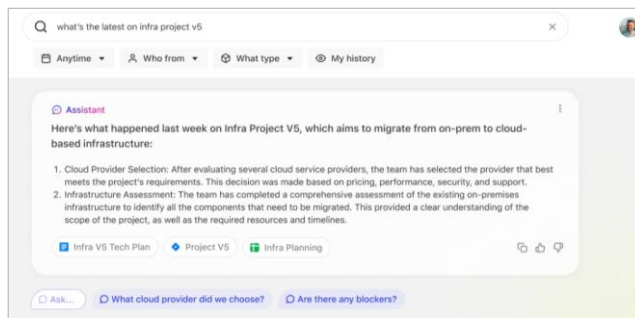 what's the latest on infra project v5
Anytime
Who from
What type
My history
Assistant
Here's what happened last week on Infra Project V5, which aims to migrate from on-prem to cloud-
based infrastructure:
1. Cloud Provider Selection: After evaluating several cloud service providers, the team has selected the provider that best
meets the project's requirements. This decision was made based on pricing, performance, security, and support.
2. Infrastructure Assessment: The team has completed a comprehensive assessment of the existing on-premises
infrastructure to identify all the components that need to be migrated. This provided a clear understanding of the
scope of the project, as well as the required resources and timelines.
Infra V5 Tech Plan
Project V5
Infra Planning
Ask...
What cloud provider did we choose?
Are there any blockers?